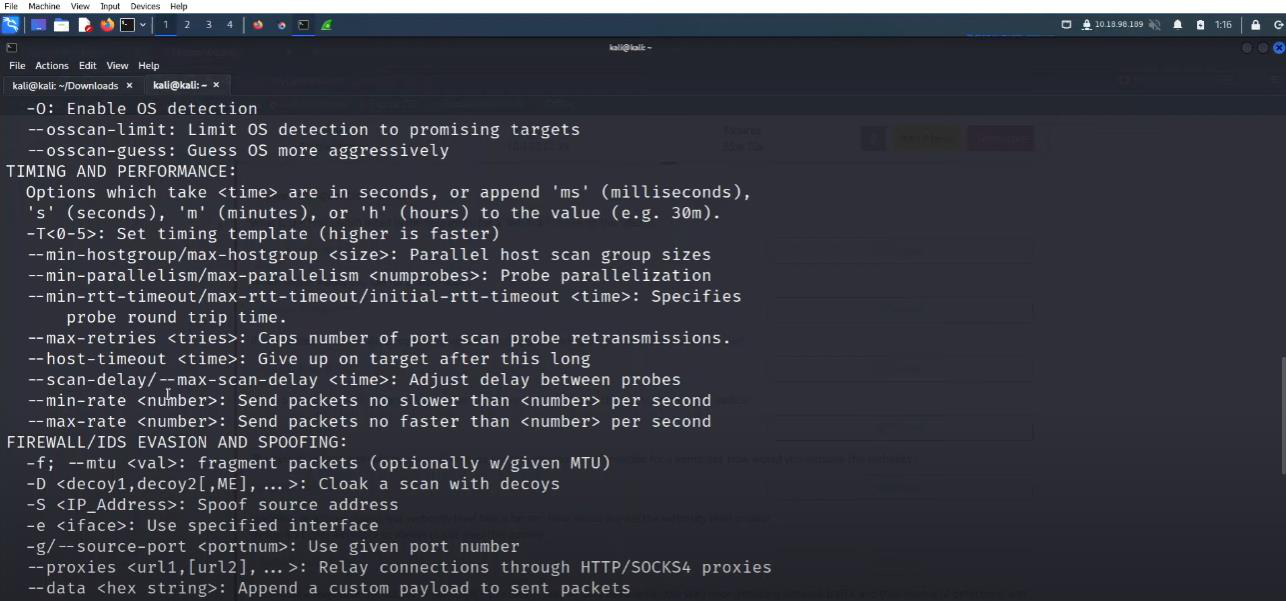 File Machine View Input Devices Help
1 2 3 4 10.18.98.189 1:16
kali@kali: ~
File Actions Edit View Help
kali@kali: ~/Downloads × kali@kali: ~ ×
-O: Enable OS detection
--osscan-limit: Limit OS detection to promising targets
--osscan-guess: Guess OS more aggressively
TIMING AND PERFORMANCE:
Options which take <time> are in seconds, or append 'ms' (milliseconds),
's' (seconds), 'm' (minutes), or 'h' (hours) to the value (e.g. 30m).
-T<0-5>: Set timing template (higher is faster)
--min-hostgroup/max-hostgroup <size>: Parallel host scan group sizes
--min-parallelism/max-parallelism <numprobes>: Probe parallelization
--min-rtt-timeout/max-rtt-timeout/initial-rtt-timeout <time>: Specifies
probe round trip time.
--max-retries <tries>: Caps number of port scan probe retransmissions.
--host-timeout <time>: Give up on target after this long
--scan-delay/--max-scan-delay <time>: Adjust delay between probes
--min-rate <number>: Send packets no slower than <number> per second
--max-rate <number>: Send packets no faster than <number> per second
FIREWALL/IDS EVASION AND SPOOFING:
-f; --mtu <val>: fragment packets (optionally w/given MTU)
-D <decoy1,decoy2[,ME],...>: Cloak a scan with decoys
-S <IP_Address>: Spoof source address
-e <iface>: Use specified interface
-g/--source-port <portnum>: Use given port number
--proxies <url1,[url2],...>: Relay connections through HTTP/SOCKS4 proxies
--data <hex string>: Append a custom payload to sent packets